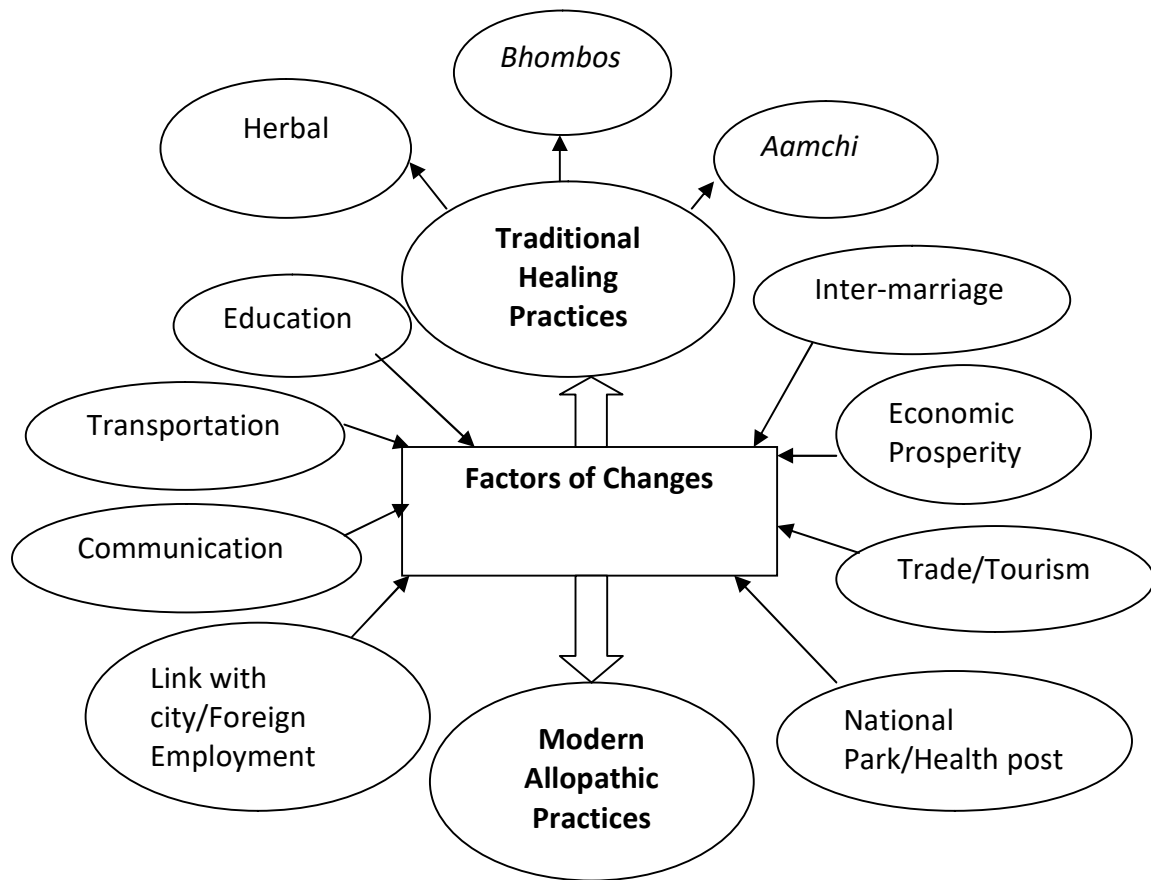 Bhombos
Herbal
Aamchi
Traditional
Healing
Practices
Inter-marriage
Education
Economic
Prosperity
Transportation
Factors of Changes
Communication
Trade/Tourism
Link with
city/Foreign
Employment
National
Park/Health post
Modern
Allopathic
Practices